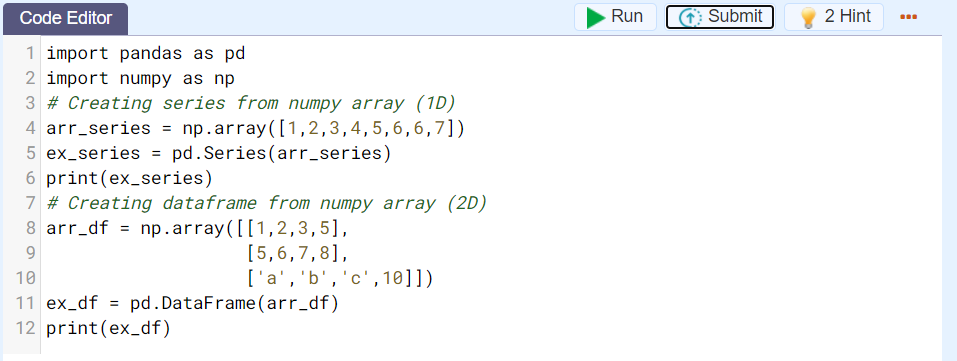 Code Editor Run Submit 2 Hint
1 import pandas as pd
2 import numpy as np
3 # Creating series from numpy array (1D)
4 arr_series = np.array([1,2,3,4,5,6,6,7])
5 ex_series = pd.Series(arr_series)
6 print(ex_series)
7 # Creating dataframe from numpy array (2D)
8 arr_df = np.array([[1,2,3,5],
9                    [5,6,7,8],
10                    ['a','b','c',10]])
11 ex_df = pd.DataFrame(arr_df)
12 print(ex_df)